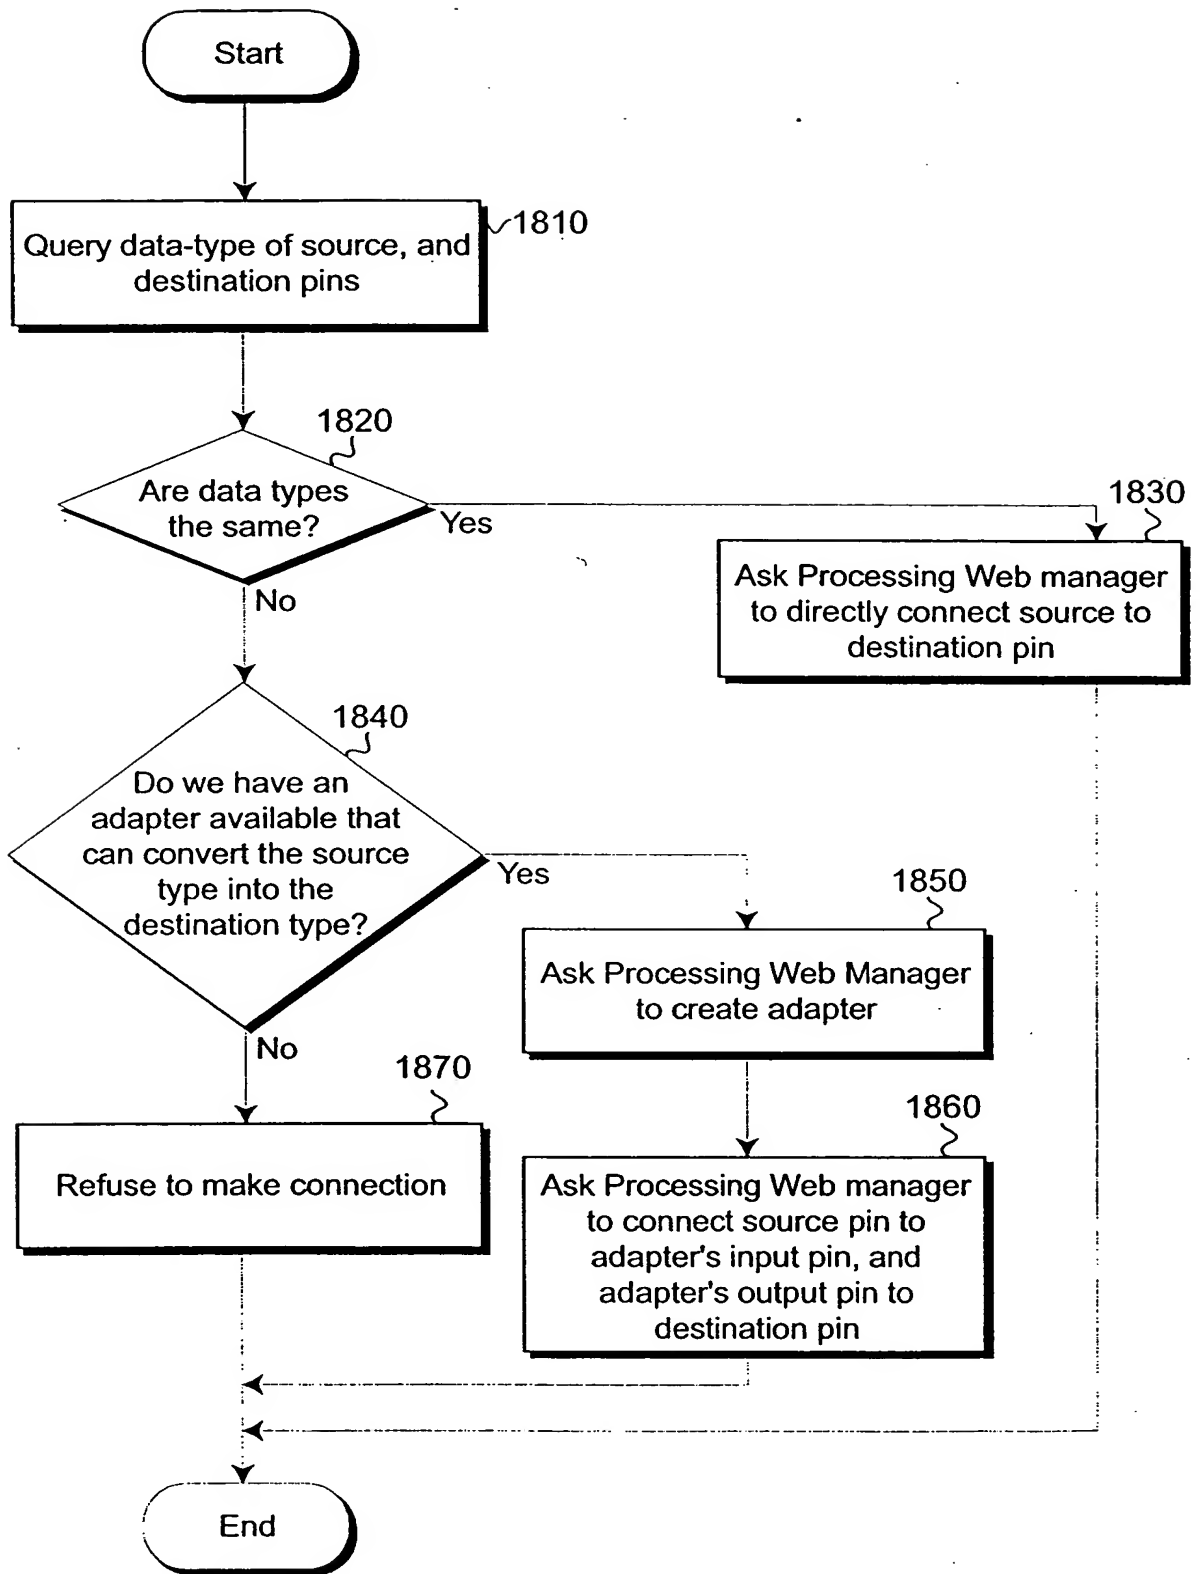 Start
1810
Query data-type of source, and
destination pins
1820
Are data types
the same?
Yes
No
1830
Ask Processing Web manager
to directly connect source to
destination pin
1840
Do we have an
adapter available that
can convert the source
type into the
destination type?
Yes
No
1850
Ask Processing Web Manager
to create adapter
1870
Refuse to make connection
1860
Ask Processing Web manager
to connect source pin to
adapter's input pin, and
adapter's output pin to
destination pin
End